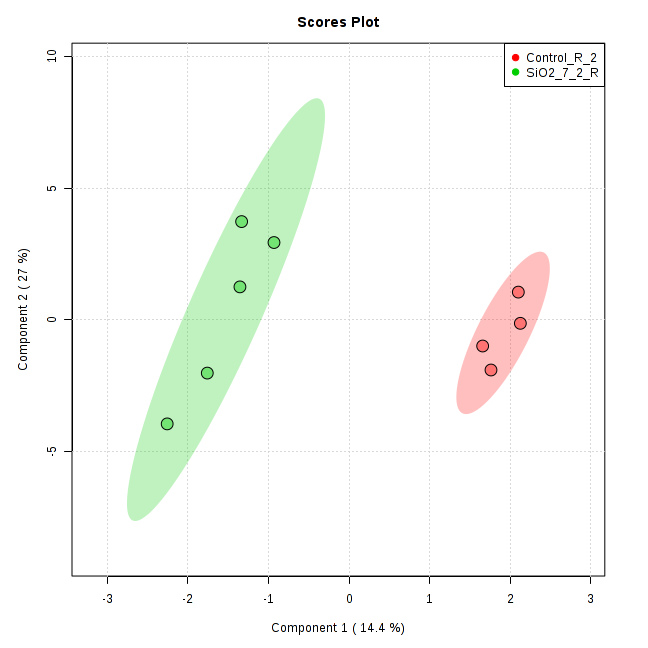 Scores Plot
Control_R_2
SiO2_7_2_R
10
5
0
-5
Component 2 ( 27 %)
-3
-2
-1
0
1
2
3
Component 1 ( 14.4 %)